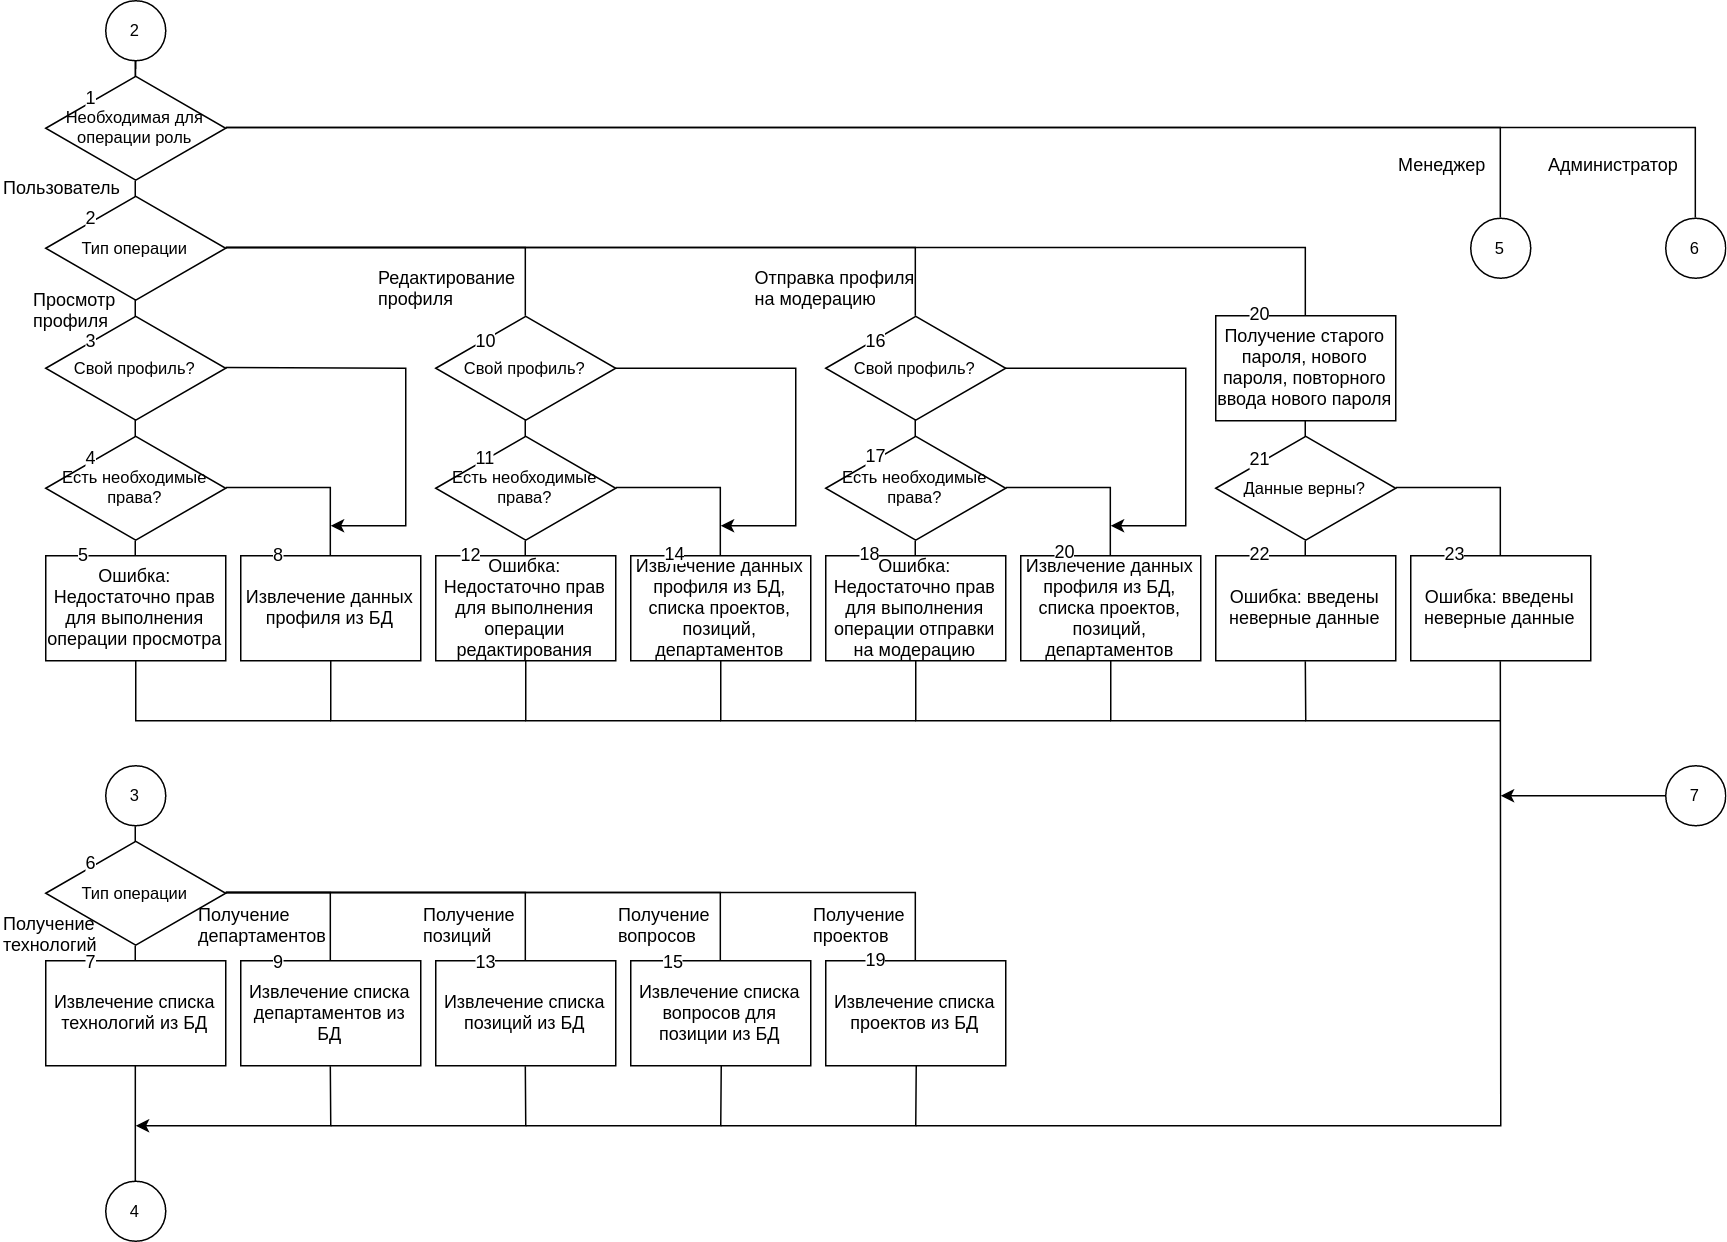 2
1
Необходимая для
операции роль
Менеджер
Администратор
Пользователь
2
Тип операции
5
6
Редактирование
профиля
Отправка профиля
на модерацию
Просмотр
профиля
3
Свой профиль?
10
Свой профиль?
16
Свой профиль?
20
Получение старого
пароля, нового
пароля, повторного
ввода нового пароля
4
Есть необходимые
права?
11
Есть необходимые
права?
17
Есть необходимые
права?
21
Данные верны?
5
Ошибка:
Недостаточно прав
для выполнения
операции просмотра
8
Извлечение данных
профиля из БД
12
Ошибка:
Недостаточно прав
для выполнения
операции
редактирования
14
Извлечение данных
профиля из БД,
списка проектов,
позиций,
департаментов
18
Ошибка:
Недостаточно прав
для выполнения
операции отправки
на модерацию
20
Извлечение данных
профиля из БД,
списка проектов,
позиций,
департаментов
22
Ошибка: введены
неверные данные
23
Ошибка: введены
неверные данные
3
7
6
Тип операции
Получение
технологий
Получение
департаментов
Получение
позиций
Получение
вопросов
Получение
проектов
7
Извлечение списка
технологий из БД
9
Извлечение списка
департаментов из
БД
13
Извлечение списка
позиций из БД
15
Извлечение списка
вопросов для
позиции из БД
19
Извлечение списка
проектов из БД
4